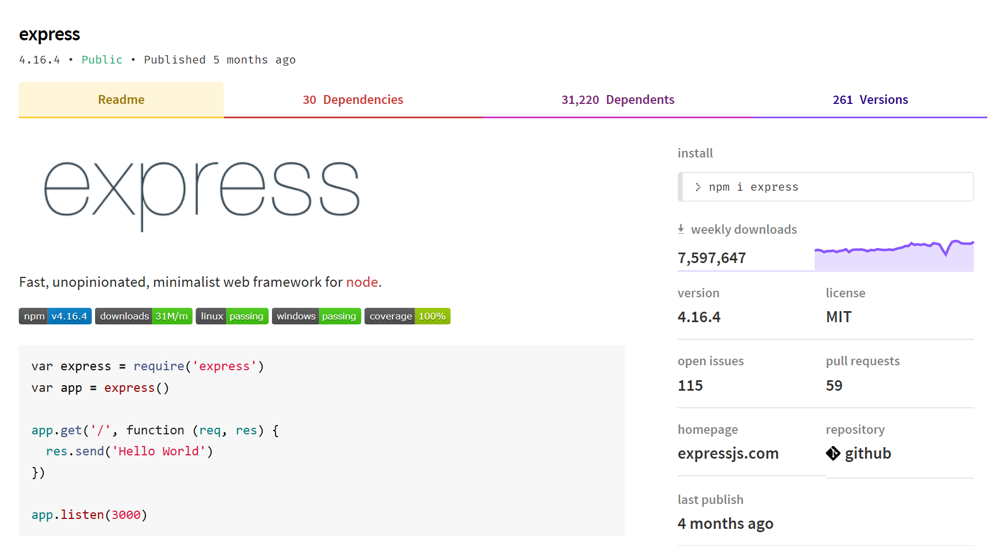 express
4.16.4 • Public • Published 5 months ago
Readme
30 Dependencies
31,220 Dependents
261 Versions
express
Fast, unopinionated, minimalist web framework for node.
npm v4.16.4 downloads 31M/m linux passing windows passing coverage 100%
var express = require('express')
var app = express()
app.get('/', function (req, res) {
  res.send('Hello World')
})
app.listen(3000)
install
> npm i express
weekly downloads
7,597,647
version
4.16.4
license
MIT
open issues
115
pull requests
59
homepage
expressjs.com
repository
github
last publish
4 months ago